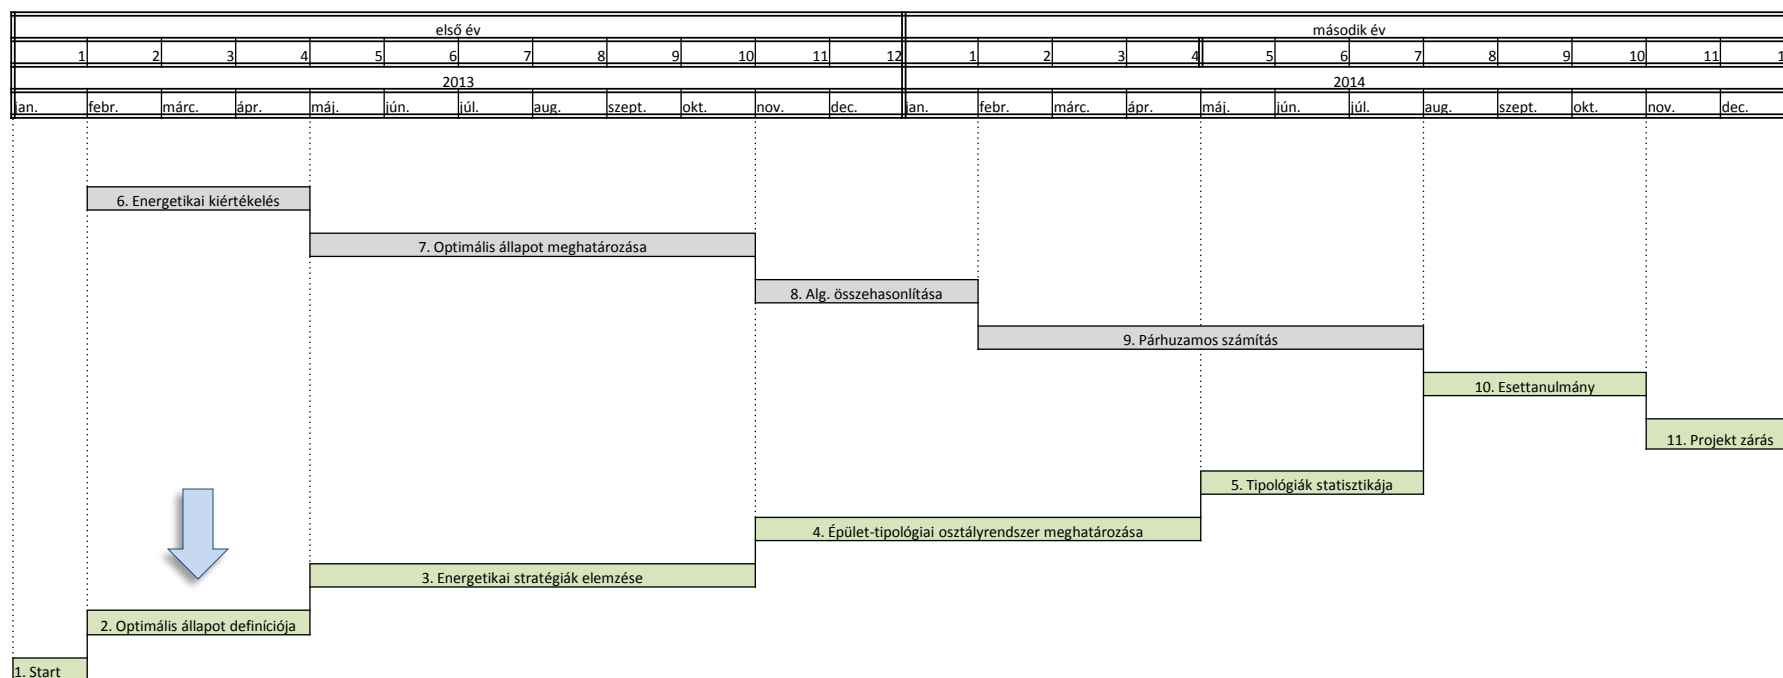 első év második év
1 2 3 4 5 6 7 8 9 10 11 12 1 2 3 4 5 6 7 8 9 10 11
2013 2014
jan. febr. márc. ápr. máj. jún. júl. aug. szept. okt. nov. dec. jan. febr. márc. ápr. máj. jún. júl. aug. szept. okt. nov. dec.
6. Energetikai kiértékelés
7. Optimális állapot meghatározása
8. Alg. összehasonlítása
9. Párhuzamos számítás
10. Esettanulmány
11. Projekt zárás
5. Tipológiák statisztikája
4. Épület-tipológiai osztályrendszer meghatározása
3. Energetikai stratégiák elemzése
2. Optimális állapot definíciója
1. Start